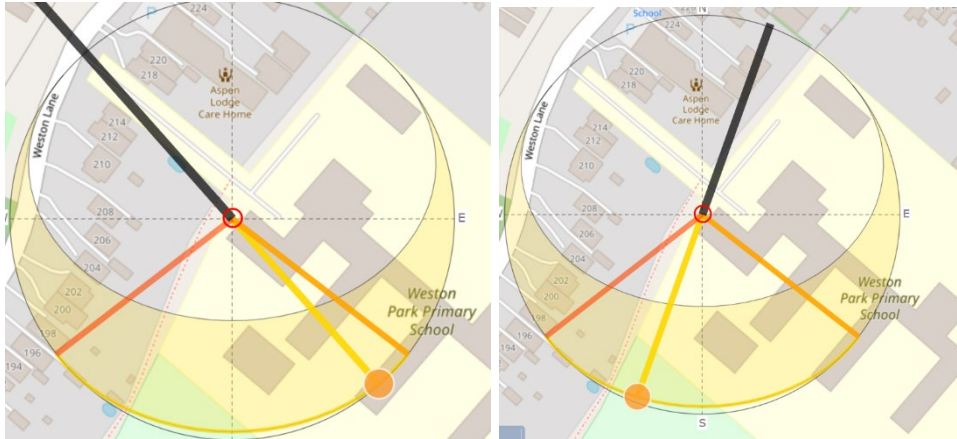 P
224
220
218
Aspen
Lodge
Care Home
Weston Lane
214
212
210
208
206
204
202
200
198
196
194
E
Weston
Park Primary
School
School
P
N
224
220
218
Aspen
Lodge
Care Home
Weston Lane
214
212
210
208
206
204
202
200
198
196
194
E
Weston
Park Primary
School
S